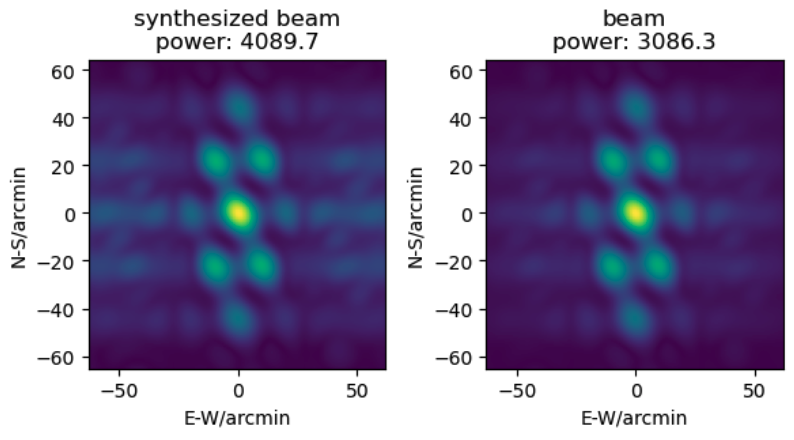 synthesized beam
power: 4089.7
N-S/arcmin
60
40
20
0
−20
−40
−60
−50
0
50
E-W/arcmin
beam
power: 3086.3
N-S/arcmin
60
40
20
0
−20
−40
−60
−50
0
50
E-W/arcmin